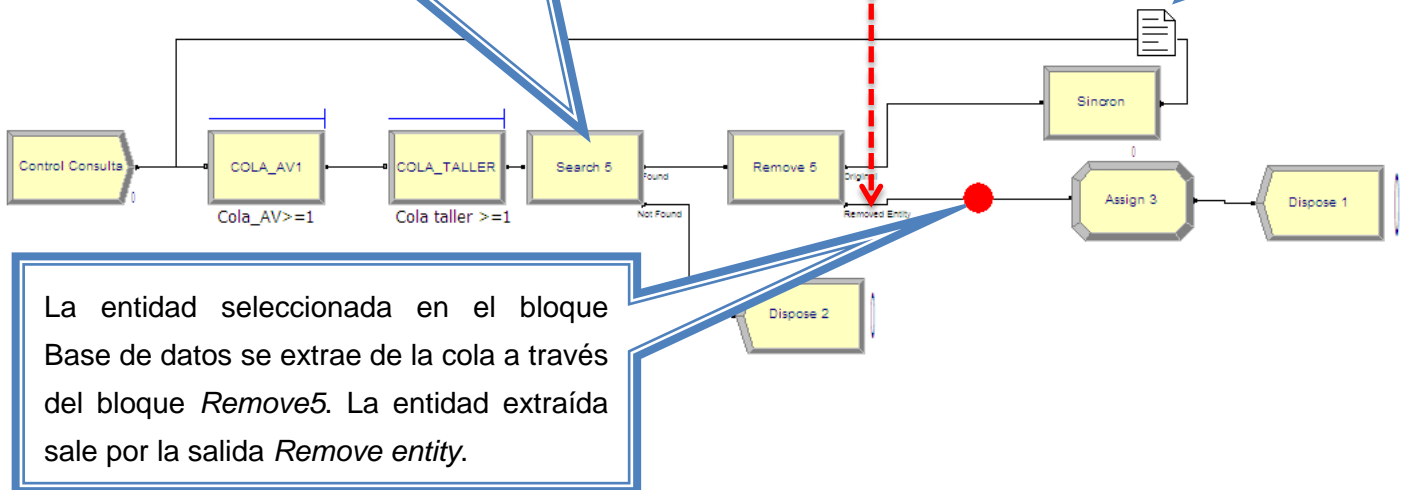 Sincron
0
Control Consulta
0
COLA_AV1
COLA_TALLER
Search 5
Found
Not Found
Remove 5
Original
Removed Entity
Assign 3
Dispose 1
Cola_AV>=1
Cola taller >=1
Dispose 2
La entidad seleccionada en el bloque
Base de datos se extrae de la cola a través
del bloque Remove5. La entidad extraída
sale por la salida Remove entity.